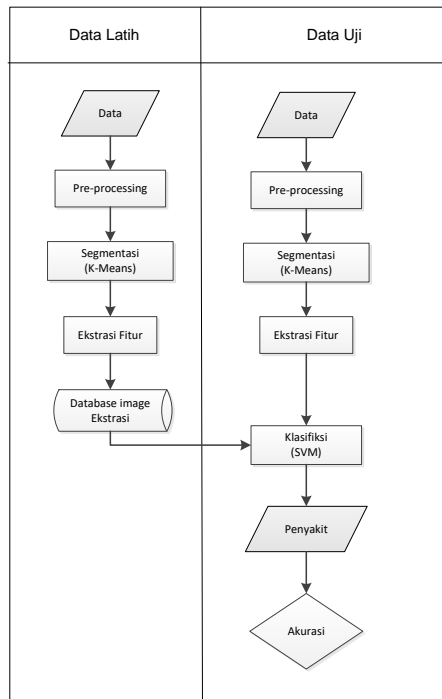 Data Latih
Data Uji
Data
Pre-processing
Segmentasi
(K-Means)
Ekstrasi Fitur
Database image
Ekstrasi
Data
Pre-processing
Segmentasi
(K-Means)
Ekstrasi Fitur
Klasifiksi
(SVM)
Penyakit
Akurasi